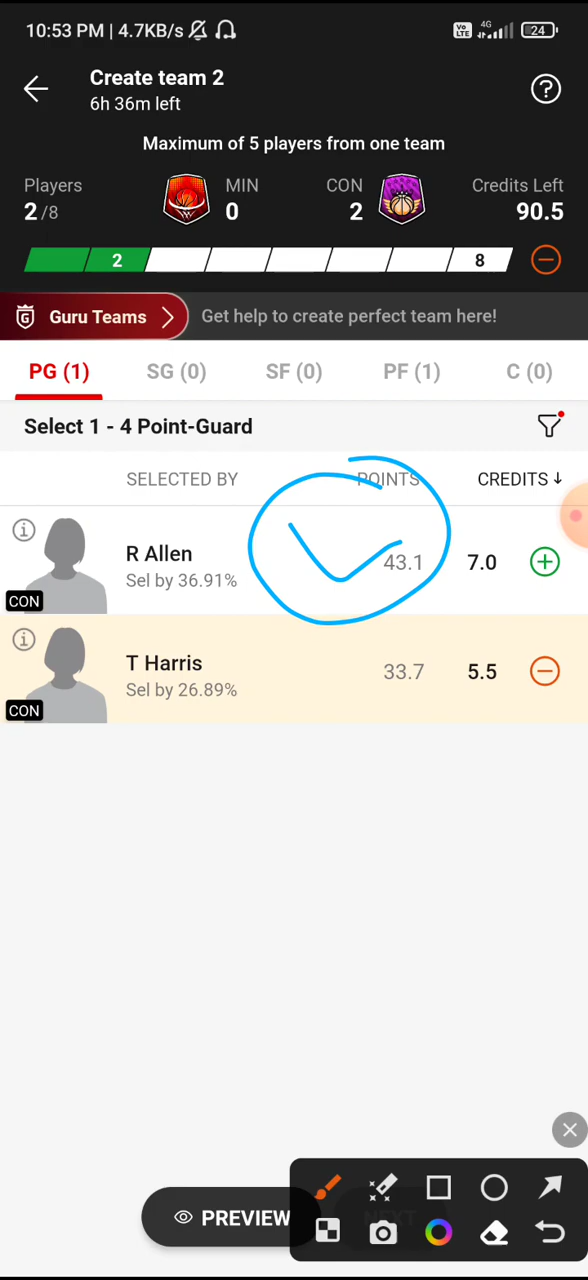 10:53 PM | 4.7KB/s
Vo LTE 4G 24
Create team 2
6h 36m left
Maximum of 5 players from one team
Players MIN CON Credits Left
2/8 0 2 90.5
2 8
G Guru Teams Get help to create perfect team here!
PG (1) SG (0) SF (0) PF (1) C (0)
Select 1 - 4 Point-Guard
SELECTED BY POINTS CREDITS
R Allen 43.1 7.0
Sel by 36.91%
CON
T Harris 33.7 5.5
Sel by 26.89%
CON
PREVIEW NEXT